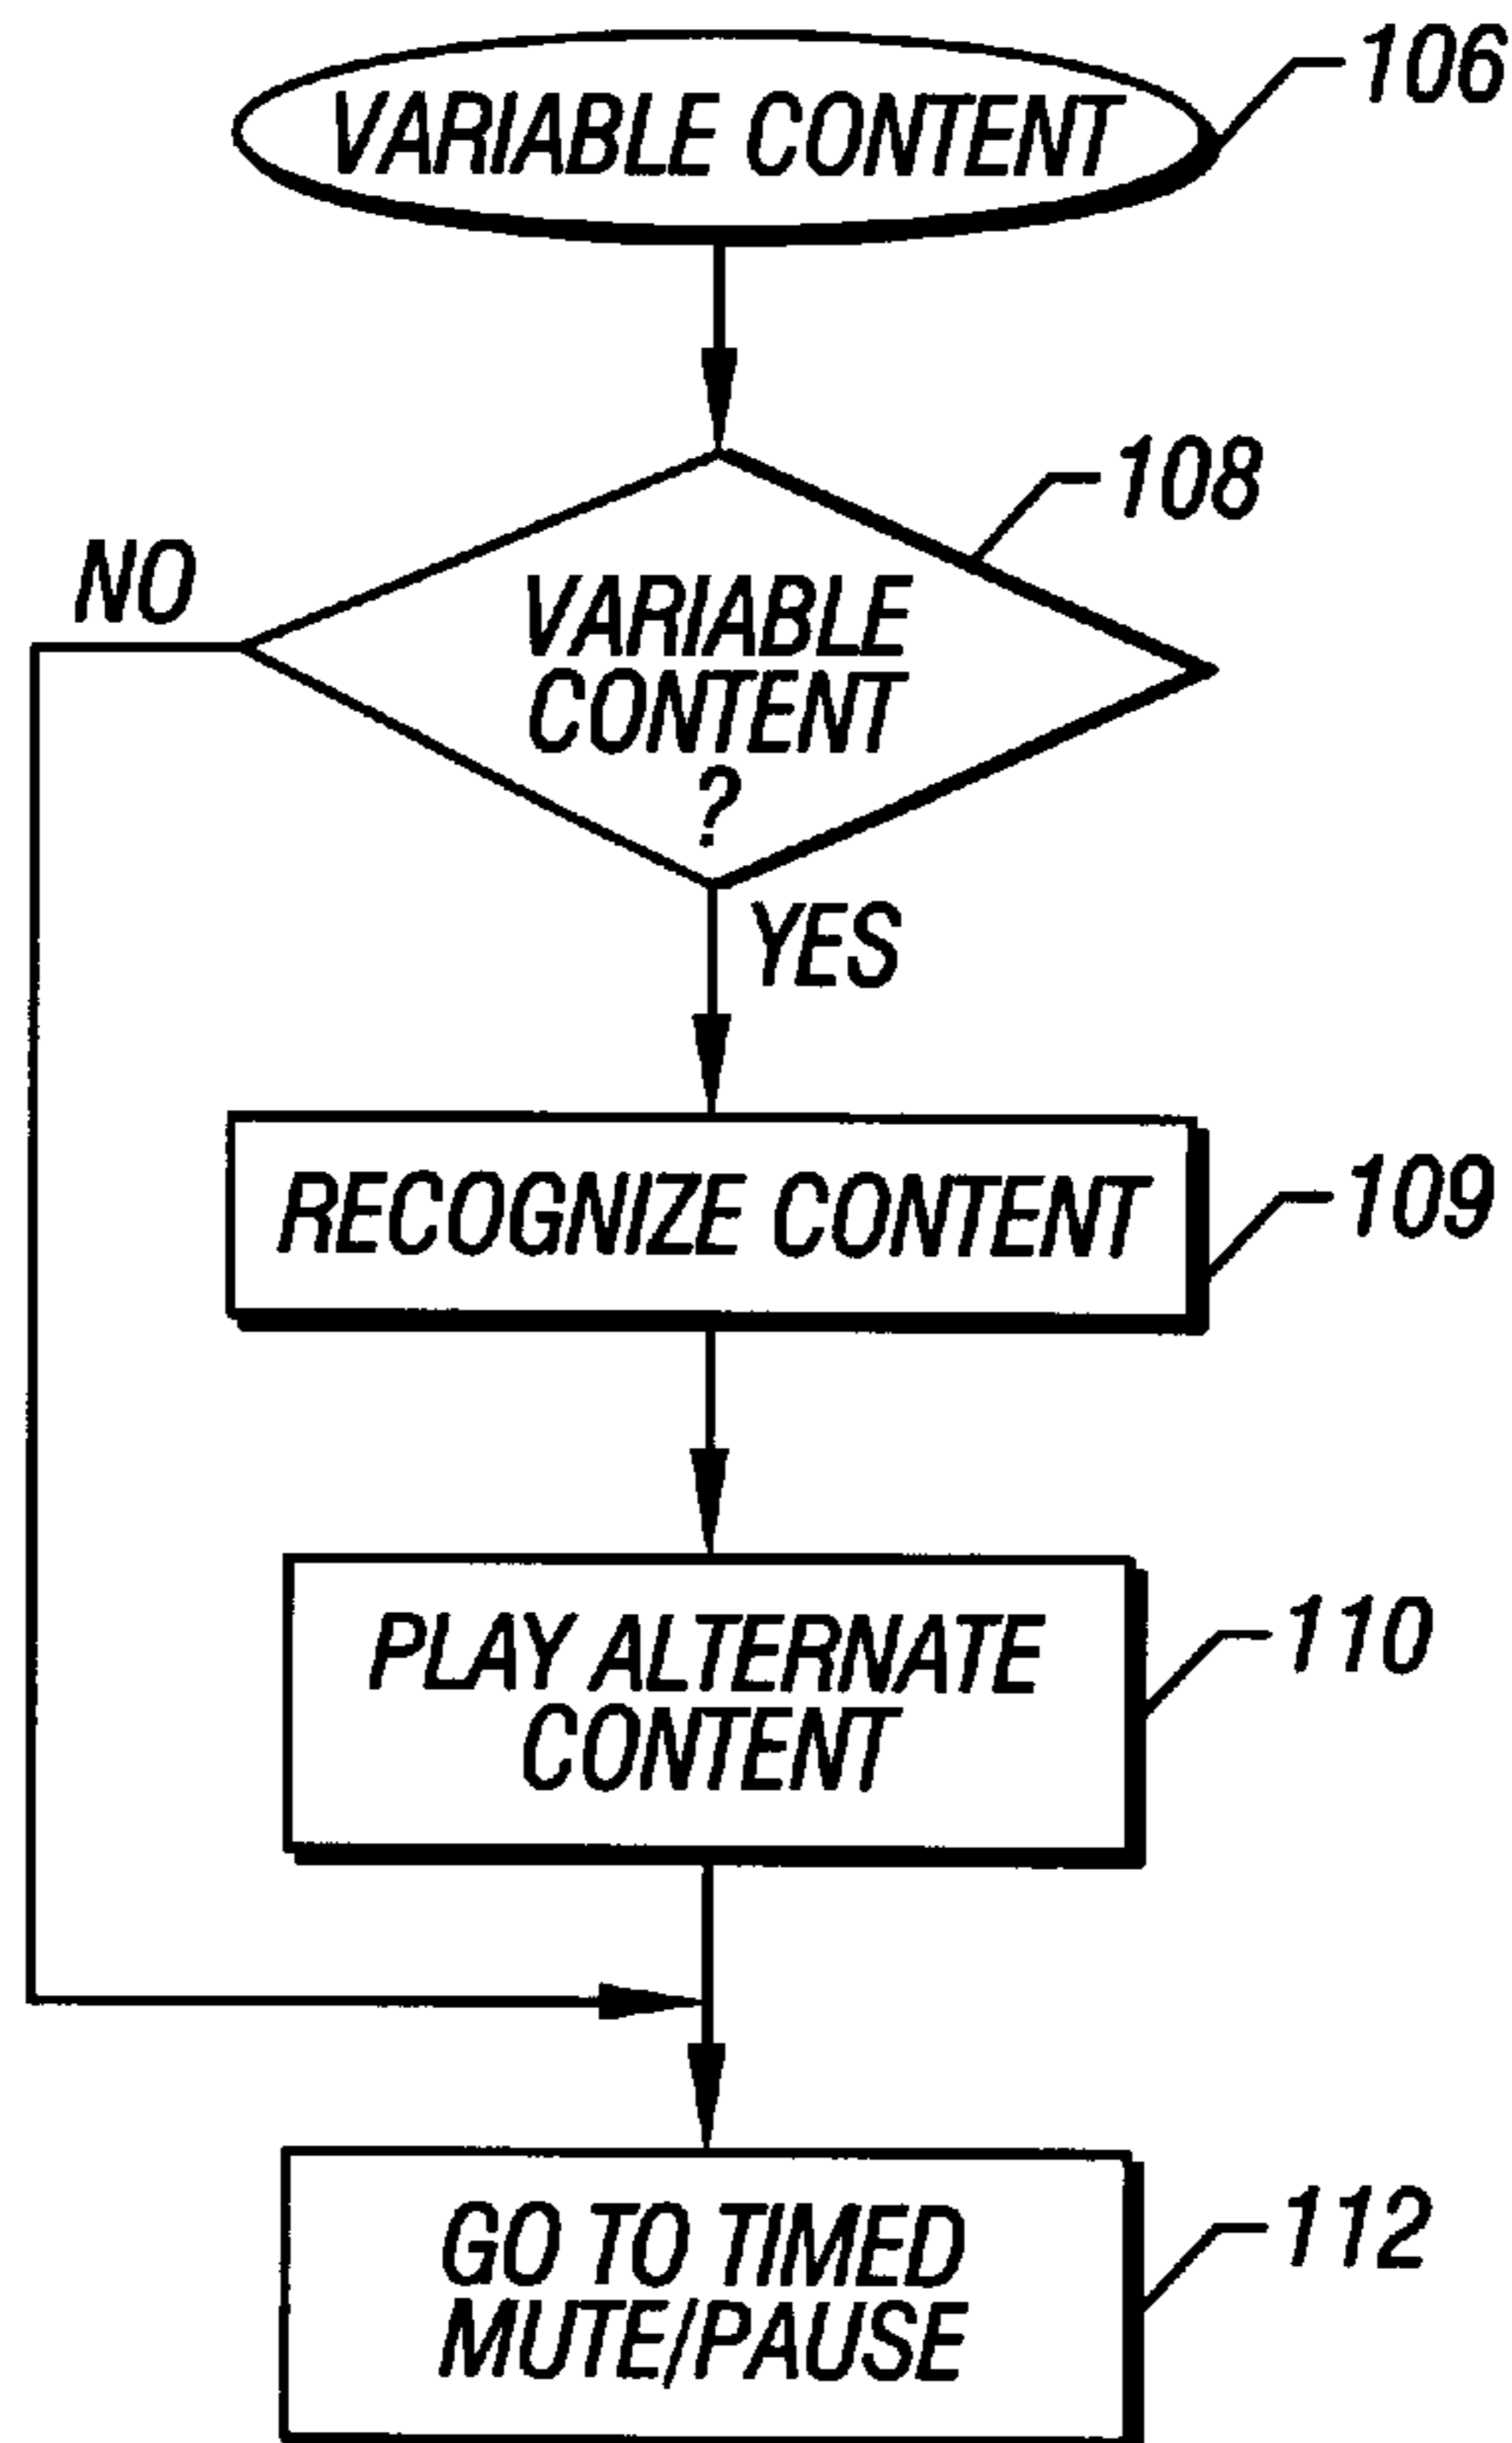 VARIABLE CONTENT
106
108
NO
VARIABLE
CONTENT
?
YES
RECOGNIZE CONTENT
109
PLAY ALTERNATE
CONTENT
110
GO TO TIMED
MUTE/PAUSE
112